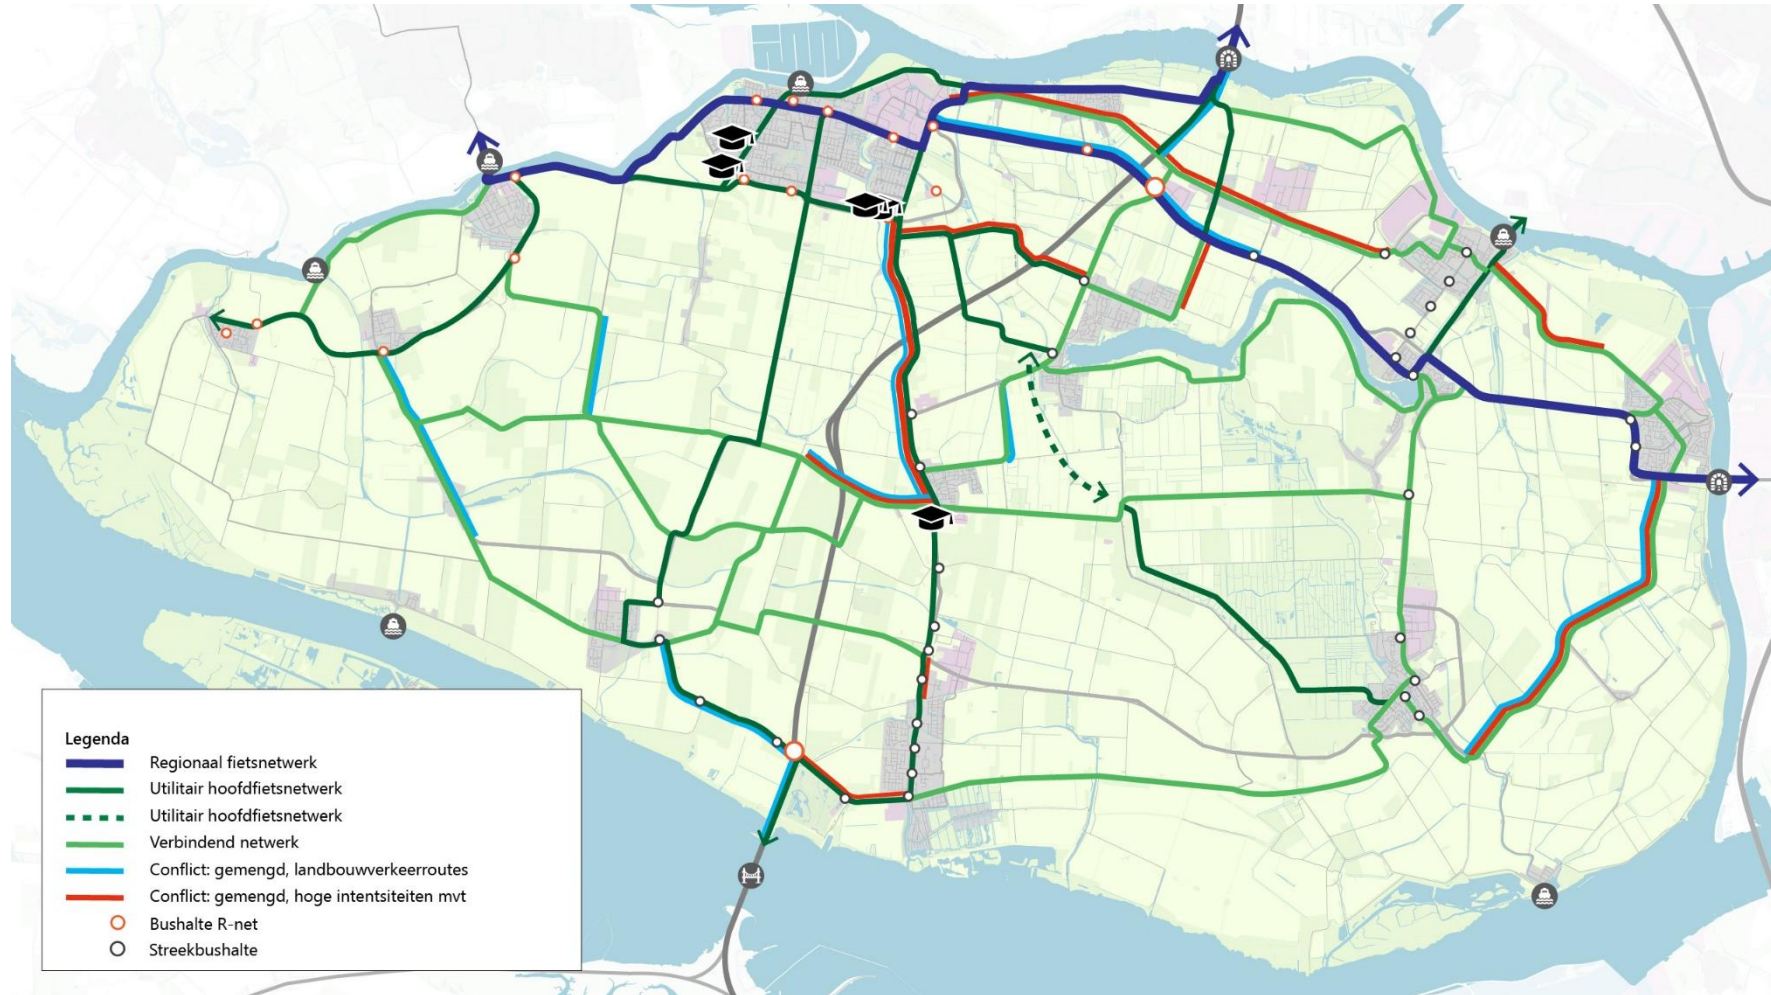 Legenda
Regionaal fietsnetwerk
Utilitair hoofdfietsnetwerk
Utilitair hoofdfietsnetwerk
Verbindend netwerk
Conflict: gemengd, landbouwverkeerroutes
Conflict: gemengd, hoge intentsiteiten mvt
Bushalte R-net
Streekbushalte